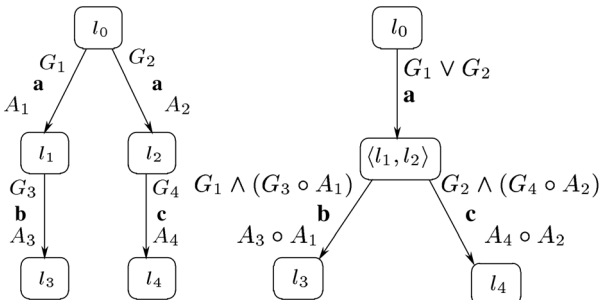 l₀ l₀
G₁ G₂ G₁ ∨ G₂
a a a
A₁ A₂
l₁ l₂ ⟨l₁, l₂⟩
G₃ G₄ G₁ ∧ (G₃ ∘ A₁) G₂ ∧ (G₄ ∘ A₂)
b c b c
A₃ A₄ A₃ ∘ A₁ A₄ ∘ A₂
l₃ l₄ l₃ l₄